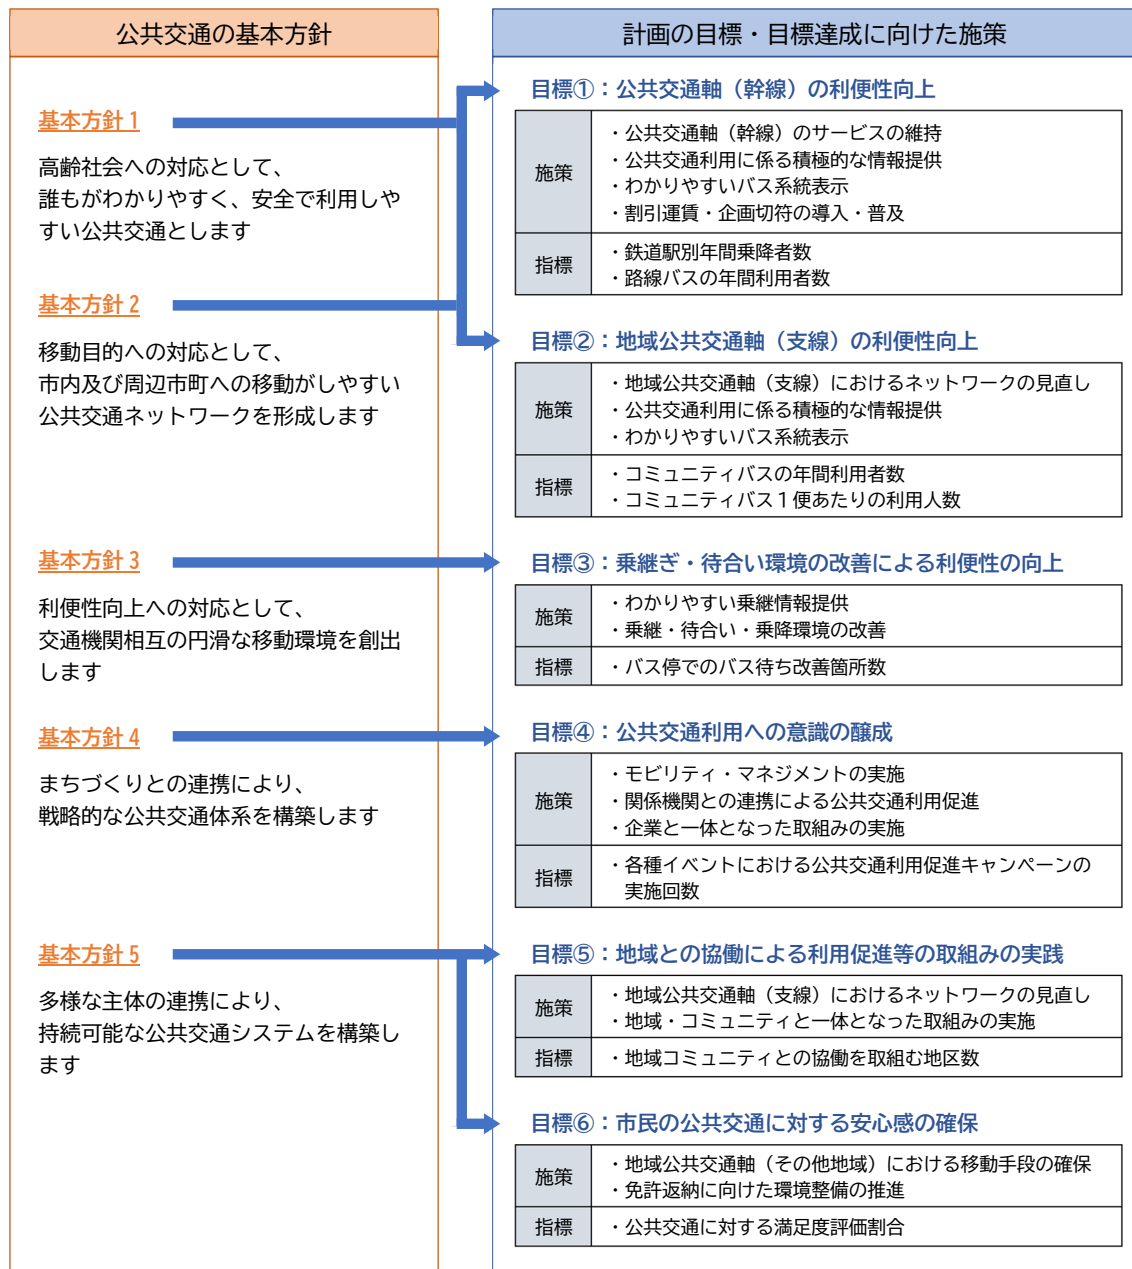 公共交通の基本方針
基本方針 1
高齢社会への対応として、
誰もがわかりやすく、安全で利用しや
すい公共交通とします
基本方針 2
移動目的への対応として、
市内及び周辺市町への移動がしやすい
公共交通ネットワークを形成します
基本方針 3
利便性向上への対応として、
交通機関相互の円滑な移動環境を創出
します
基本方針 4
まちづくりとの連携により、
戦略的な公共交通体系を構築します
基本方針 5
多様な主体の連携により、
持続可能な公共交通システムを構築し
ます
計画の目標・目標達成に向けた施策
目標①：公共交通軸（幹線）の利便性向上
施策
・公共交通軸（幹線）のサービスの維持
・公共交通利用に係る積極的な情報提供
・わかりやすいバス系統表示
・割引運賃・企画切符の導入・普及
指標
・鉄道駅別年間乗降者数
・路線バスの年間利用者数
目標②：地域公共交通軸（支線）の利便性向上
施策
・地域公共交通軸（支線）におけるネットワークの見直し
・公共交通利用に係る積極的な情報提供
・わかりやすいバス系統表示
指標
・コミュニティバスの年間利用者数
・コミュニティバス１便あたりの利用人数
目標③：乗継ぎ・待合い環境の改善による利便性の向上
施策
・わかりやすい乗継情報提供
・乗継・待合い・乗降環境の改善
指標
・バス停でのバス待ち改善箇所数
目標④：公共交通利用への意識の醸成
施策
・モビリティ・マネジメントの実施
・関係機関との連携による公共交通利用促進
・企業と一体となった取組みの実施
指標
・各種イベントにおける公共交通利用促進キャンペーンの
実施回数
目標⑤：地域との協働による利用促進等の取組みの実践
施策
・地域公共交通軸（支線）におけるネットワークの見直し
・地域・コミュニティと一体となった取組みの実施
指標
・地域コミュニティとの協働を取組む地区数
目標⑥：市民の公共交通に対する安心感の確保
施策
・地域公共交通軸（その他地域）における移動手段の確保
・免許返納に向けた環境整備の推進
指標
・公共交通に対する満足度評価割合